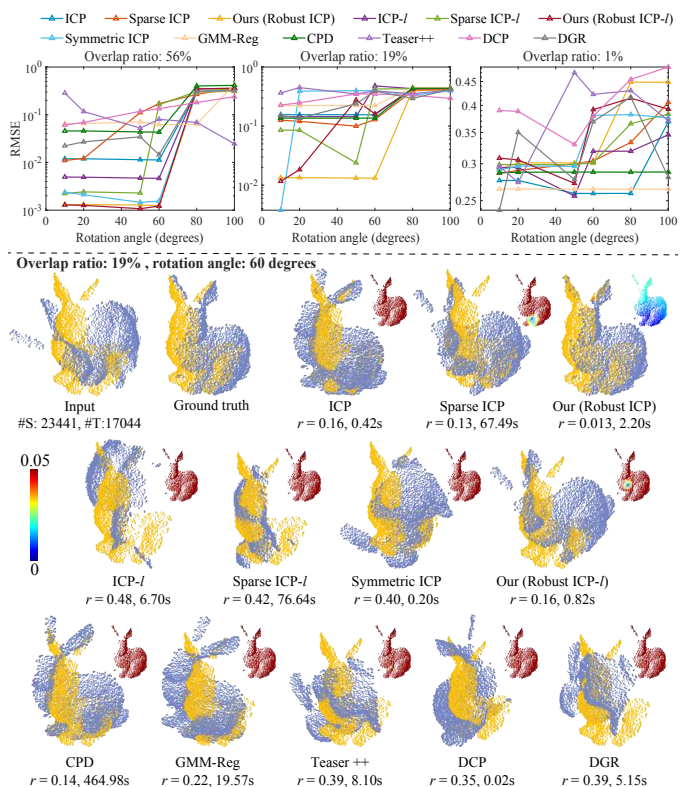 ICP Sparse ICP Ours (Robust ICP) ICP-l Sparse ICP-l Ours (Robust ICP-l)
Symmetric ICP GMM-Reg CPD Teaser++ DCP DGR
Overlap ratio: 56% Overlap ratio: 19% Overlap ratio: 1%
RMSE
10^0
10^-1
10^-2
10^-3
0 20 40 60 80 100
Rotation angle (degrees)
10^-1
10^-2
0 20 40 60 80 100
Rotation angle (degrees)
0.45
0.4
0.35
0.3
0.25
0 20 40 60 80 100
Rotation angle (degrees)
Overlap ratio: 19% , rotation angle: 60 degrees
Input Ground truth ICP Sparse ICP Our (Robust ICP)
#S: 23441, #T:17044 r = 0.16, 0.42s r = 0.13, 67.49s r = 0.013, 2.20s
0.05
0
ICP-l Sparse ICP-l Symmetric ICP Our (Robust ICP-l)
r = 0.48, 6.70s r = 0.42, 76.64s r = 0.40, 0.20s r = 0.16, 0.82s
CPD GMM-Reg Teaser ++ DCP DGR
r = 0.14, 464.98s r = 0.22, 19.57s r = 0.39, 8.10s r = 0.35, 0.02s r = 0.39, 5.15s